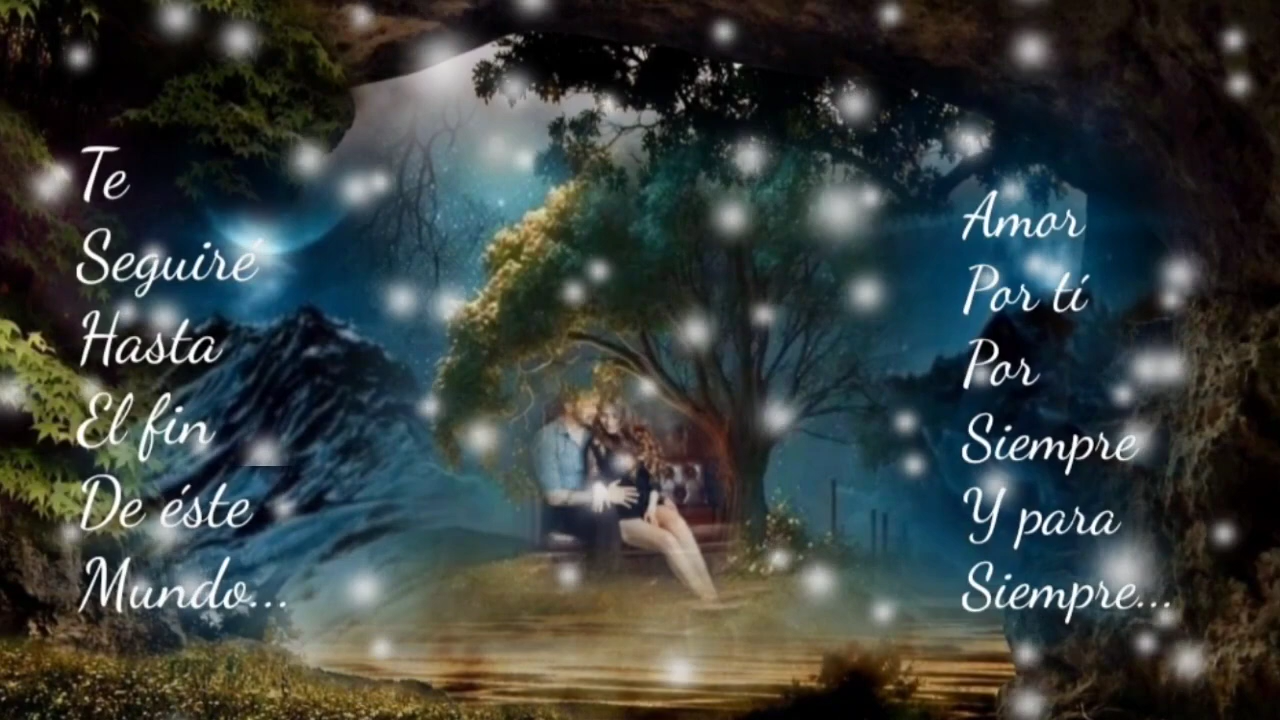 Te
Seguiré
Hasta
El fin
De éste
Mundo...
Amor
Por tí
Por
Siempre
Y para
Siempre...